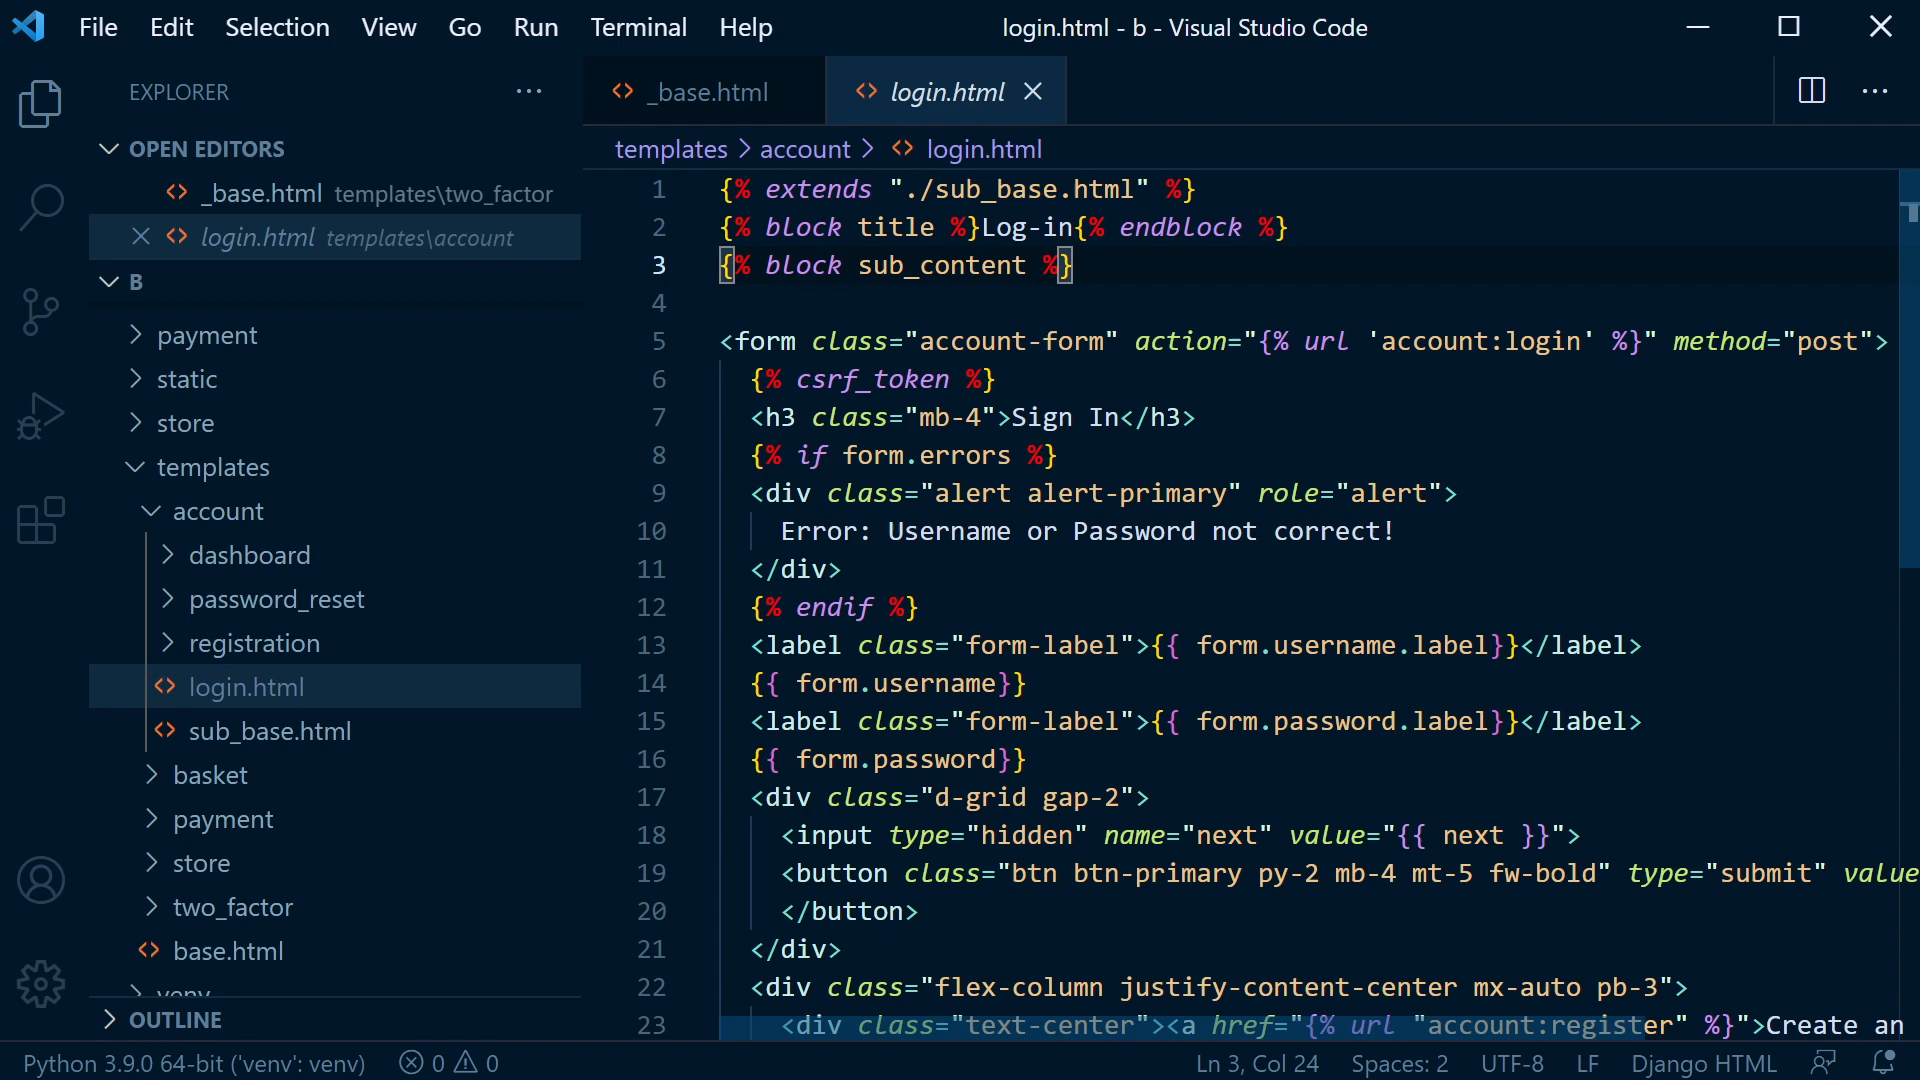 File Edit Selection View Go Run Terminal Help login.html - b - Visual Studio Code
EXPLORER
OPEN EDITORS
_base.html templates\two_factor
login.html templates\account
B
payment
static
store
templates
account
dashboard
password_reset
registration
login.html
sub_base.html
basket
payment
store
two_factor
base.html
venv
OUTLINE
_base.html login.html
templates > account > login.html
1 {% extends "./sub_base.html" %}
2 {% block title %}Log-in{% endblock %}
3 {% block sub_content %}
4
5 <form class="account-form" action="{% url 'account:login' %}" method="post">
6 {% csrf_token %}
7 <h3 class="mb-4">Sign In</h3>
8 {% if form.errors %}
9 <div class="alert alert-primary" role="alert">
10 Error: Username or Password not correct!
11 </div>
12 {% endif %}
13 <label class="form-label">{{ form.username.label}}</label>
14 {{ form.username}}
15 <label class="form-label">{{ form.password.label}}</label>
16 {{ form.password}}
17 <div class="d-grid gap-2">
18 <input type="hidden" name="next" value="{{ next }}">
19 <button class="btn btn-primary py-2 mb-4 mt-5 fw-bold" type="submit" value
20 </button>
21 </div>
22 <div class="flex-column justify-content-center mx-auto pb-3">
23 <div class="text-center"><a href="{% url "account:register" %}">Create an
Python 3.9.0 64-bit ('venv': venv) 0 0 Ln 3, Col 24 Spaces: 2 UTF-8 LF Django HTML